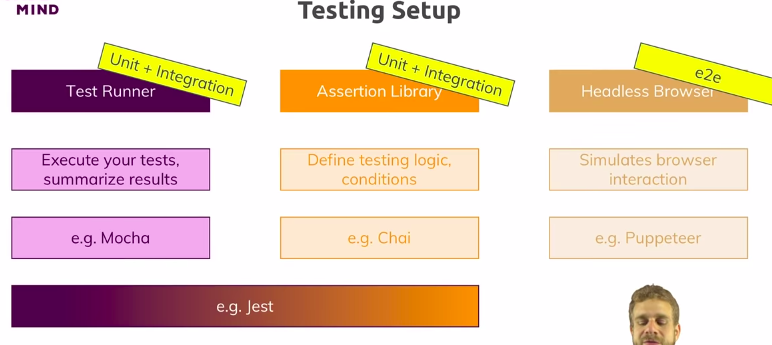 MIND
Testing Setup
Unit + Integration
Test Runner
Unit + Integration
Assertion Library
e2e
Headless Browser
Execute your tests,
summarize results
Define testing logic,
conditions
Simulates browser
interaction
e.g. Mocha
e.g. Chai
e.g. Puppeteer
e.g. Jest